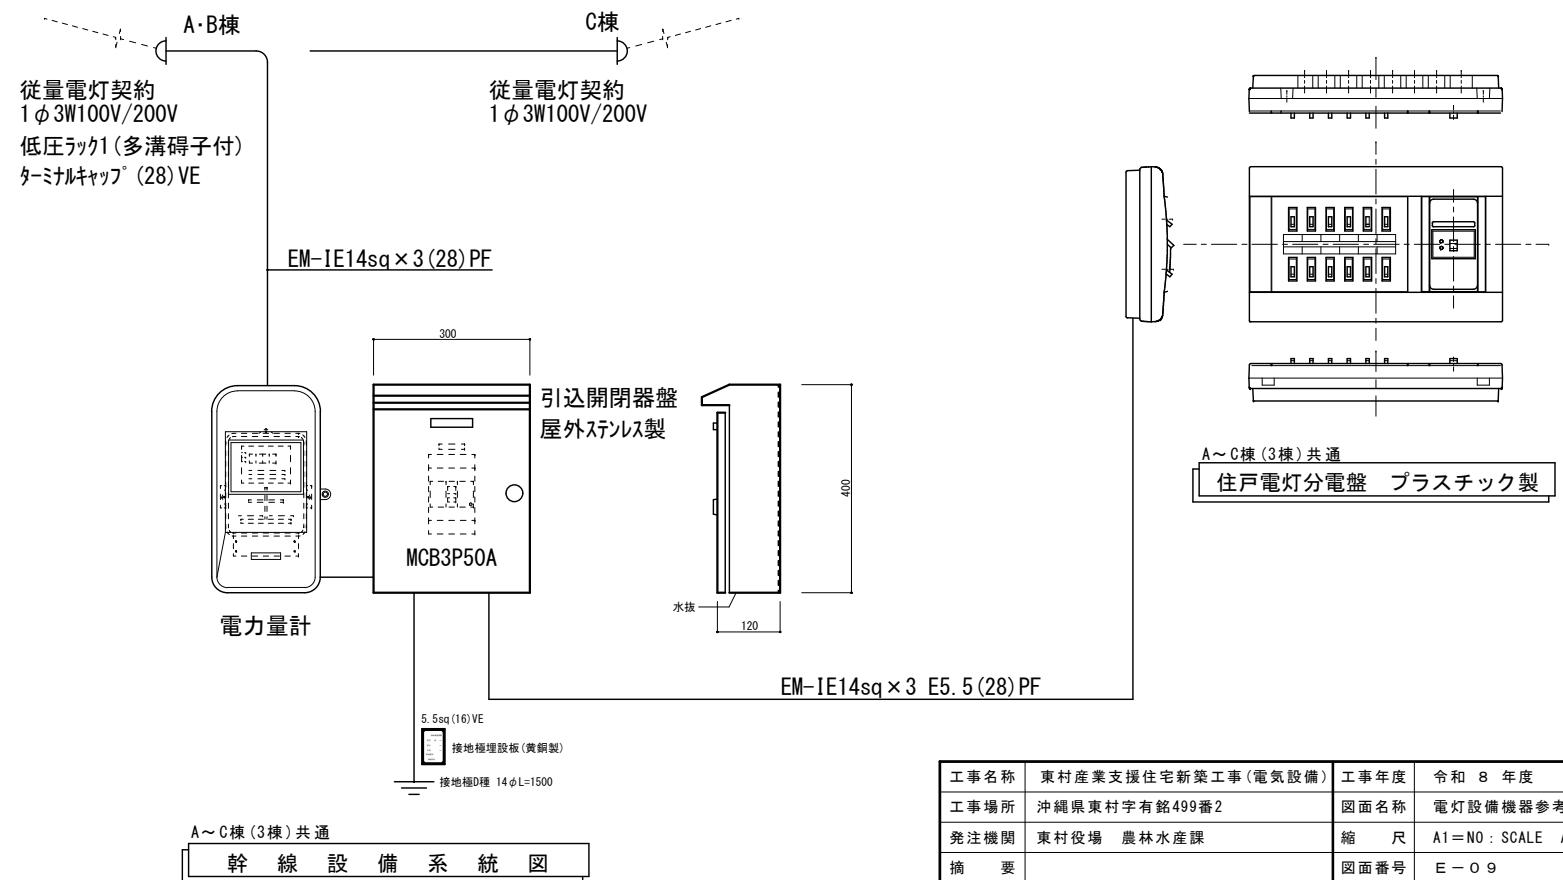 A・B棟
C棟
従量電灯契約
1φ3W100V/200V
低圧ﾗｯｸ1(多溝碍子付)
ﾀｰﾐﾅﾙｷｬｯﾌﾟ(28)VE
従量電灯契約
1φ3W100V/200V
EM-IE14sq×3(28)PF
300
引込開閉器盤
屋外ｽﾃﾝﾚｽ製
400
MCB3P50A
水抜
120
電力量計
A～C棟(3棟)共通
住戸電灯分電盤 プラスチック製
EM-IE14sq×3 E5.5(28)PF
5.5sq(16)VE
接地極埋設板(黄銅製)
接地極D種 14φL=1500
A～C棟(3棟)共通
幹線設備系統図
工事名称 東村産業支援住宅新築工事(電気設備) 工事年度 令和 8 年度
工事場所 沖縄県東村字有銘499番2 図面名称 電灯設備機器参考
発注機関 東村役場 農林水産課 縮尺 A1=NO:SCALE
摘要 図面番号 E-09